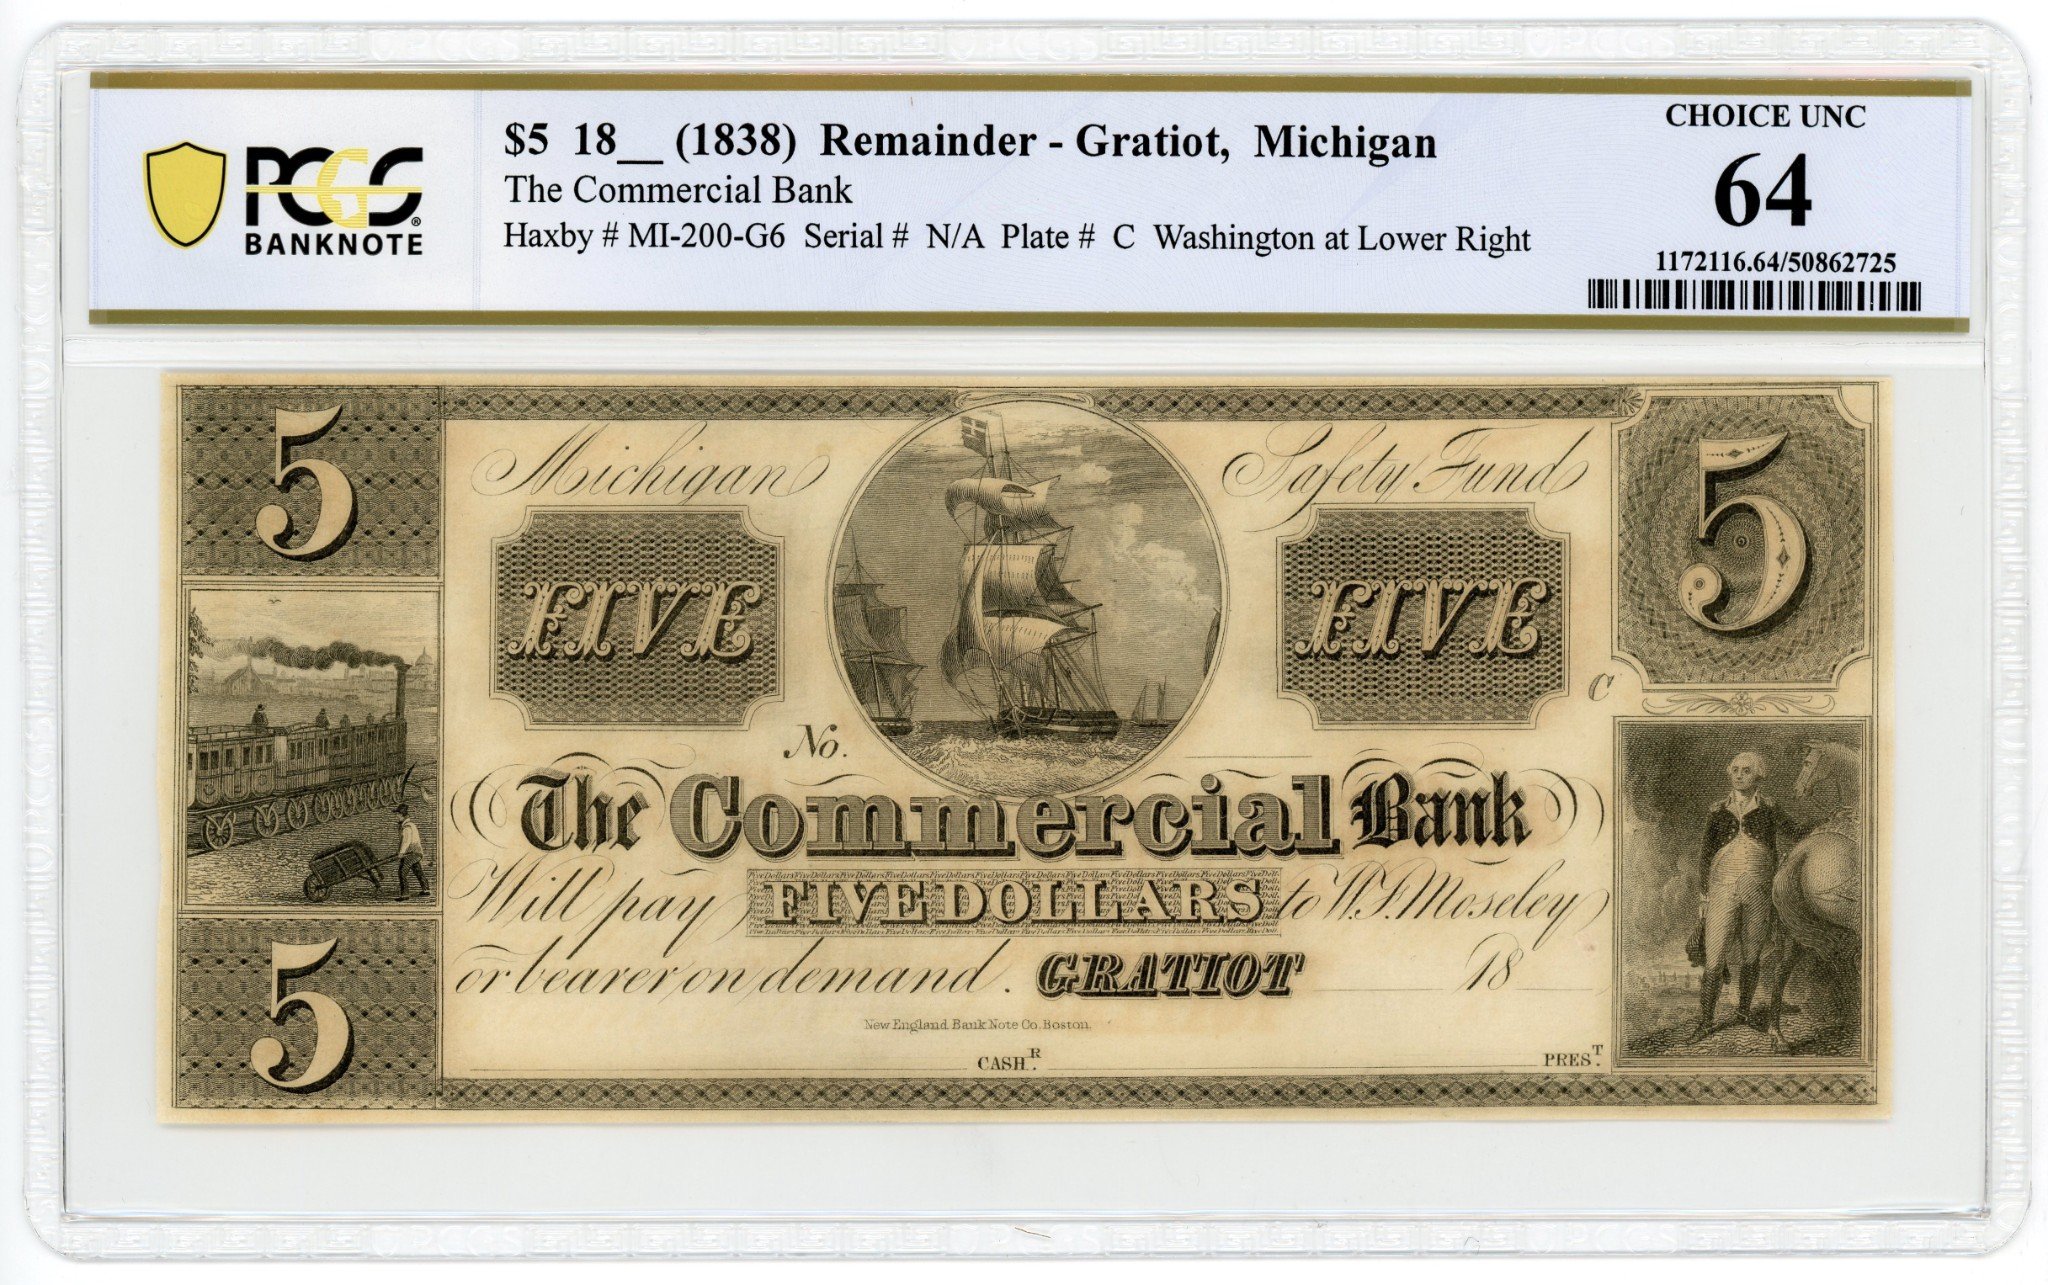 PCGS
BANKNOTE
$5 18__ (1838) Remainder - Gratiot, Michigan
The Commercial Bank
Haxby # MI-200-G6 Serial # N/A Plate # C Washington at Lower Right
CHOICE UNC
64
1172116.64/50862725
5
Michigan
Safety Fund
5
FIVE
FIVE
C
No.
The Commercial Bank
Will pay FIVE DOLLARS to W.F. Moseley
or bearer on demand. GRATIOT 18
5
New England Bank Note Co. Boston.
CASHR.
PREST.